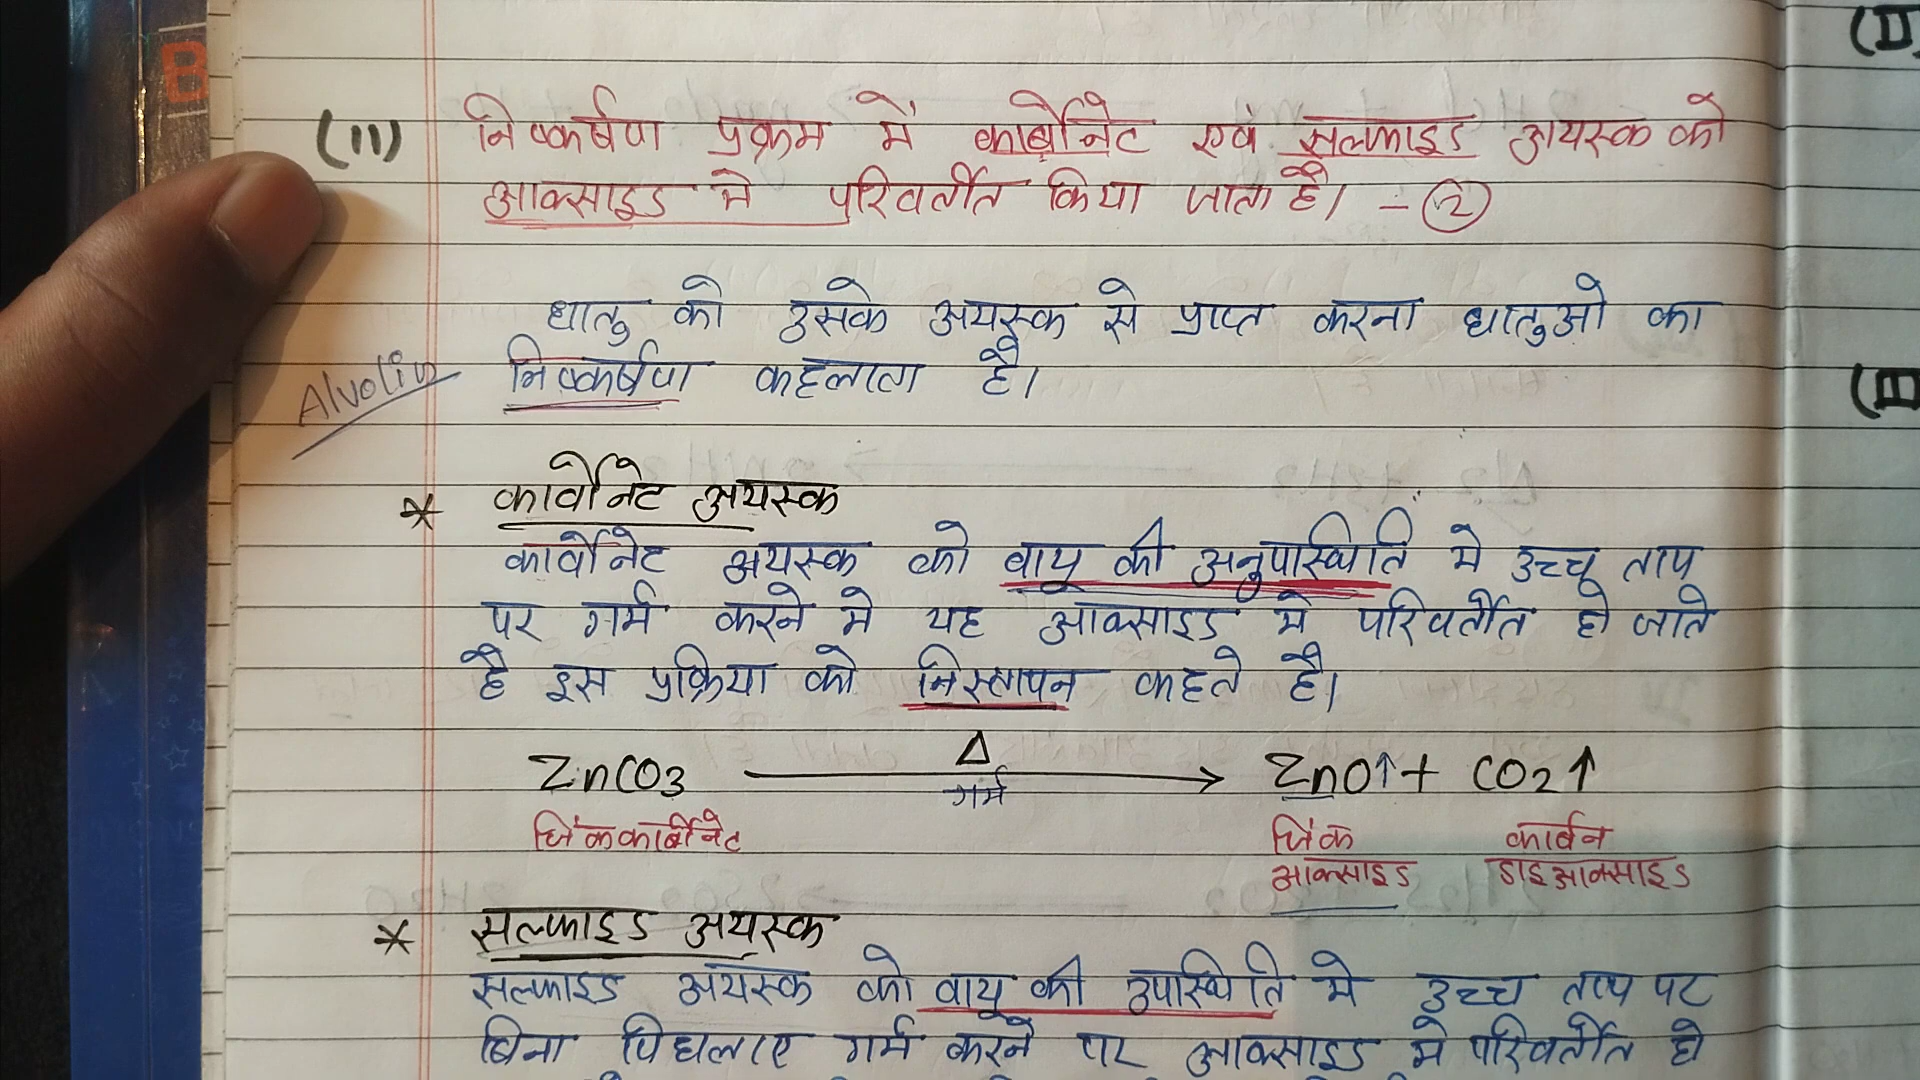 B
(II)
(11) निष्कर्षण प्रक्रम में कार्बोनेट एवं सल्फाइड अयस्क को
आक्साइड मे परिवर्तीत किया जाता है। - (2)
धातु को उसके अयस्क से प्राप्त करना धातुओ का
निष्कर्षण कहलाता है।
(E
* कार्वोनेट अयस्क
कार्वोनेट अयस्क को वायु की अनुपास्थिति मे उच्च ताप
पर गर्म करने मे यह आक्साइड मे परिवर्तीत हो जाते
है इस प्रक्रिया को निस्तापन कहते है।
ZnCO3 Δ गर्म → ZnO↑ + CO2↑
जिंककार्बोनेट जिंक कार्बन
आक्साइड डाइआक्साइड
* सल्फाइड अयस्क
सल्फाइड अयस्क को वायु की उपास्थिति मे उच्च ताप पर
बिना पिघलाए गर्म करने पर आक्साइड मे परिवर्तीत हो